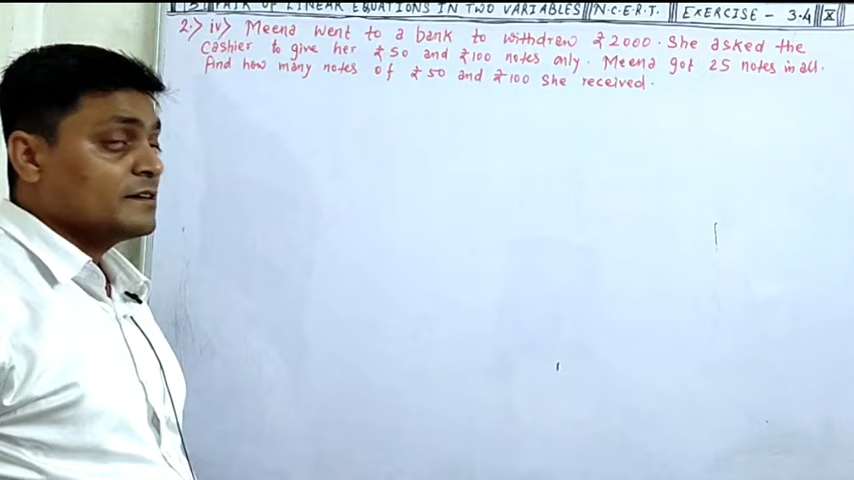 PAIR OF LINEAR EQUATIONS IN TWO VARIABLES N.C.E.R.T. EXERCISE - 3.4 X
2.> iv> Meena went to a bank to withdraw ₹2000. She asked the
Cashier to give her ₹50 and ₹100 notes only. Meena got 25 notes in all.
And how many notes of ₹50 and ₹100 she received.